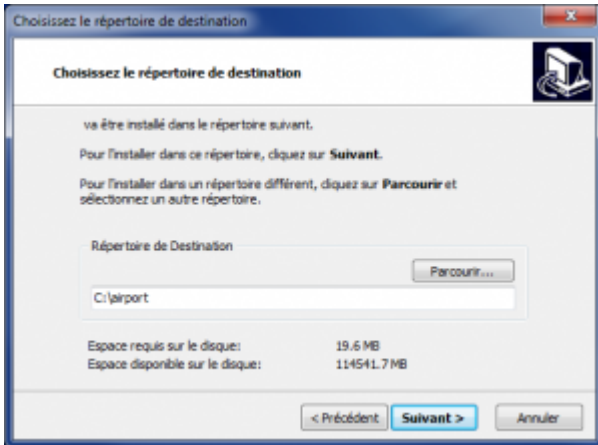 Choisissez le répertoire de destination
Choisissez le répertoire de destination
va être installé dans le répertoire suivant.
Pour l'installer dans ce répertoire, cliquez sur Suivant.
Pour l'installer dans un répertoire différent, cliquez sur Parcourir et
sélectionnez un autre répertoire.
Répertoire de Destination
Parcourir...
C:\airport
Espace requis sur le disque: 19.6 MB
Espace disponible sur le disque: 114541.7 MB
< Précédent Suivant > Annuler